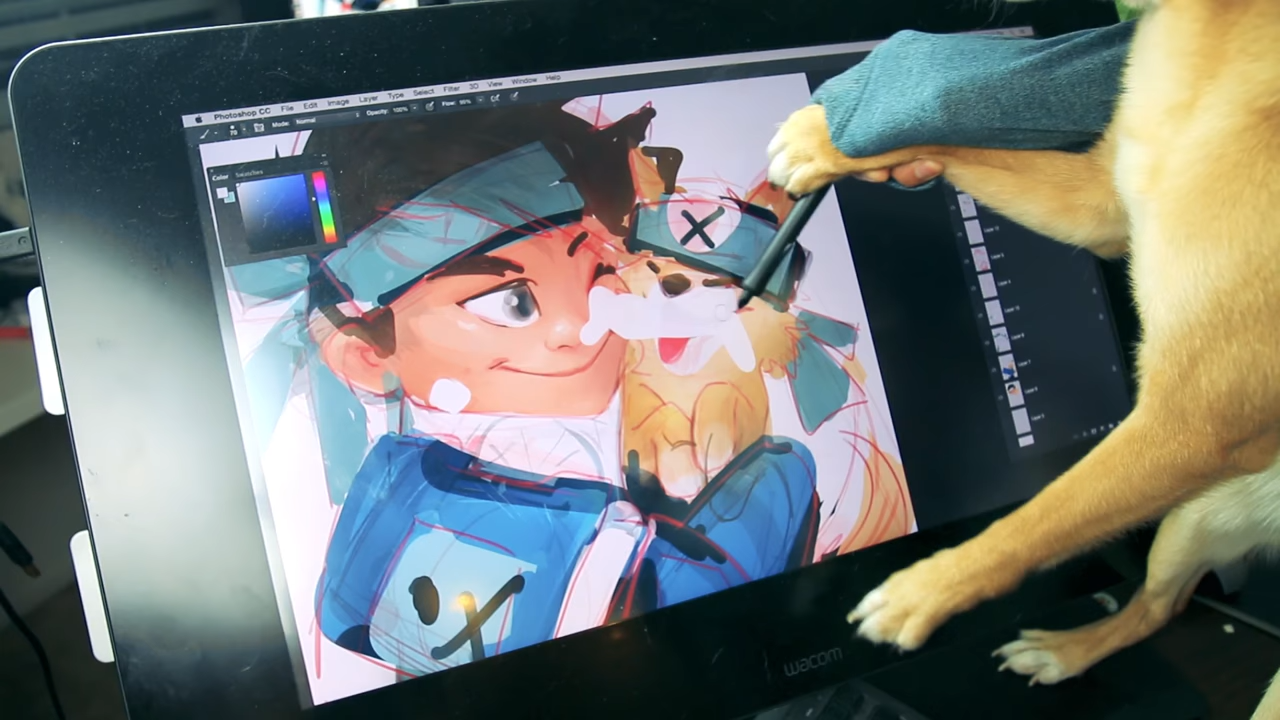 Photoshop CC File Edit Image Layer Type Select Filter 3D View Window Help
Mode: Normal Opacity: 100% Flow:
Color Swatches
wacom